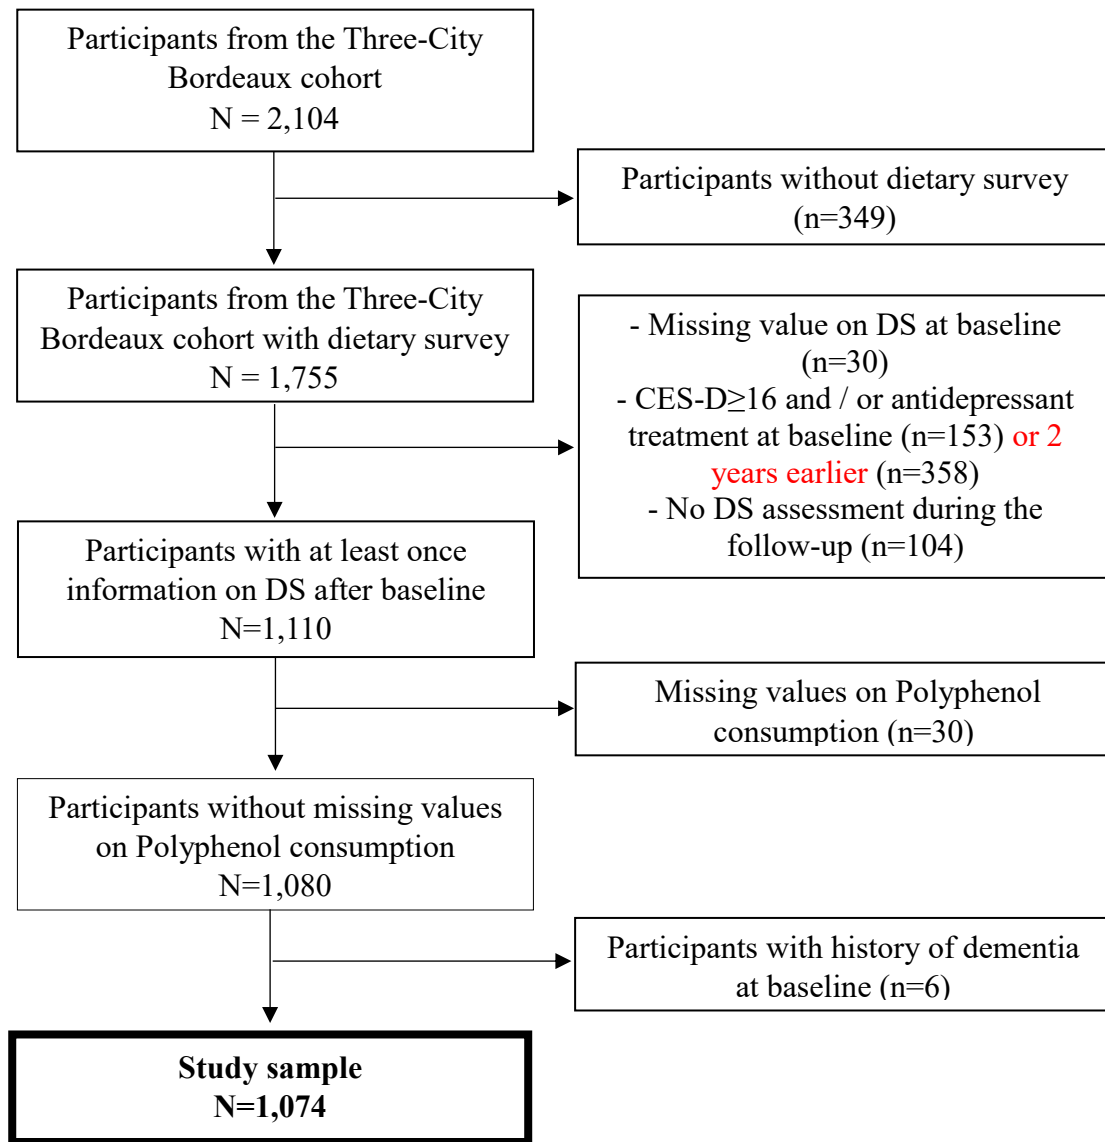 Participants from the Three-City
Bordeaux cohort
N = 2,104
Participants without dietary survey
(n=349)
Participants from the Three-City
Bordeaux cohort with dietary survey
N = 1,755
- Missing value on DS at baseline
(n=30)
- CES-D≥16 and / or antidepressant
treatment at baseline (n=153) or 2
years earlier (n=358)
- No DS assessment during the
follow-up (n=104)
Participants with at least once
information on DS after baseline
N=1,110
Missing values on Polyphenol
consumption (n=30)
Participants without missing values
on Polyphenol consumption
N=1,080
Participants with history of dementia
at baseline (n=6)
Study sample
N=1,074